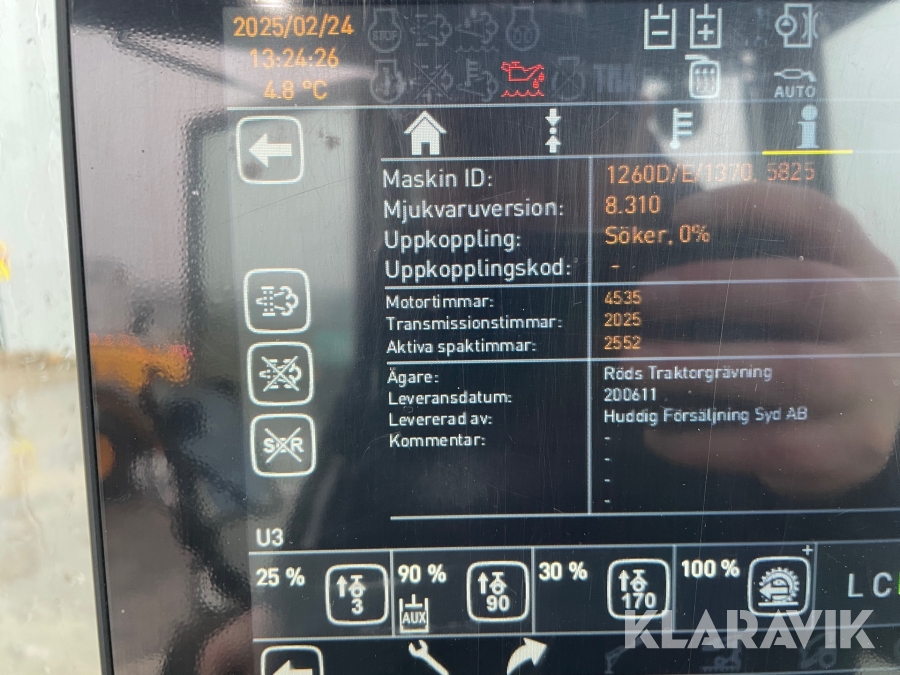 2025/02/24
13:24:26
4.8 °C
STOP
AUTO
Maskin ID: 1260D/E/1370, 5825
Mjukvaruversion: 8.310
Uppkoppling: Söker, 0%
Uppkopplingskod: -
Motortimmar: 4535
Transmissionstimmar: 2025
Aktiva spaktimmar: 2552
Ägare: Röds Traktorgrävning
Leveransdatum: 200611
Levererad av: Huddig Försäljning Syd AB
Kommentar: -
-
-
-
SCR
U3
25 % 3 90 % AUX 90 30 % 170 100 % +
L C
KLARAVIK